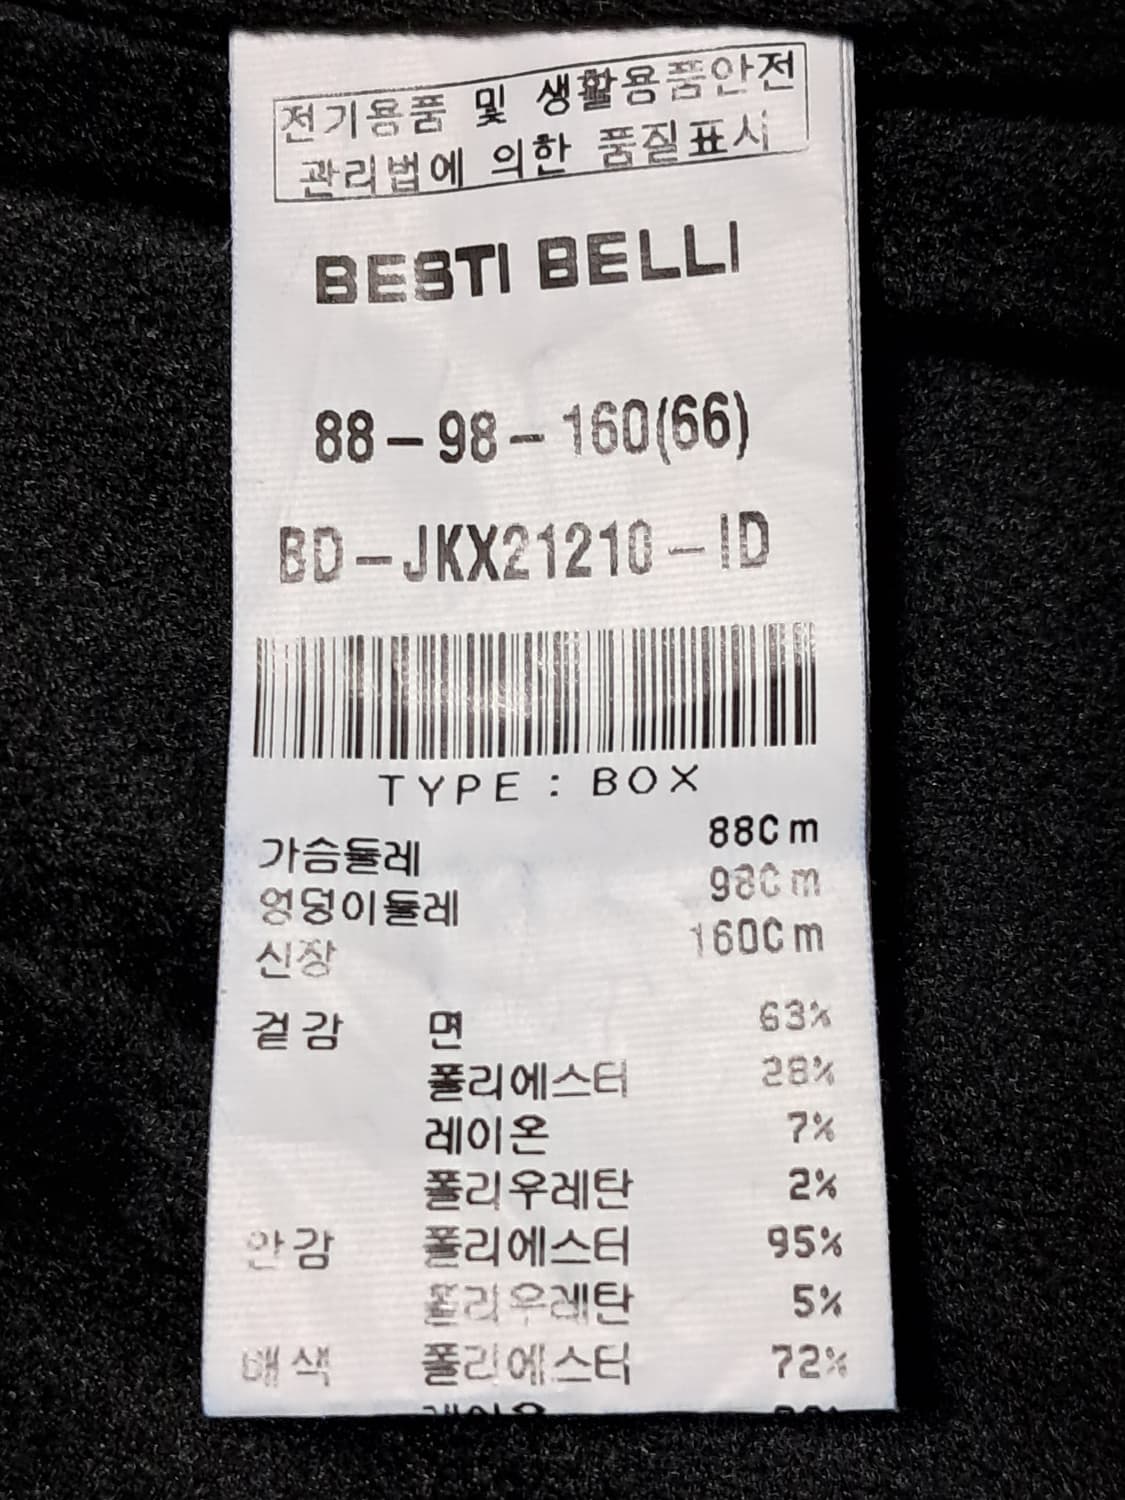 전기용품 및 생활용품안전
관리법에 의한 품질표시
BESTI BELLI
88-98-160(66)
BD-JKX21210-ID
TYPE : BOX
가슴둘레 88Cm
엉덩이둘레 98Cm
신장 160Cm
겉감 면 63%
폴리에스터 28%
레이온 7%
폴리우레탄 2%
안감 폴리에스터 95%
폴리우레탄 5%
배색 폴리에스터 72%